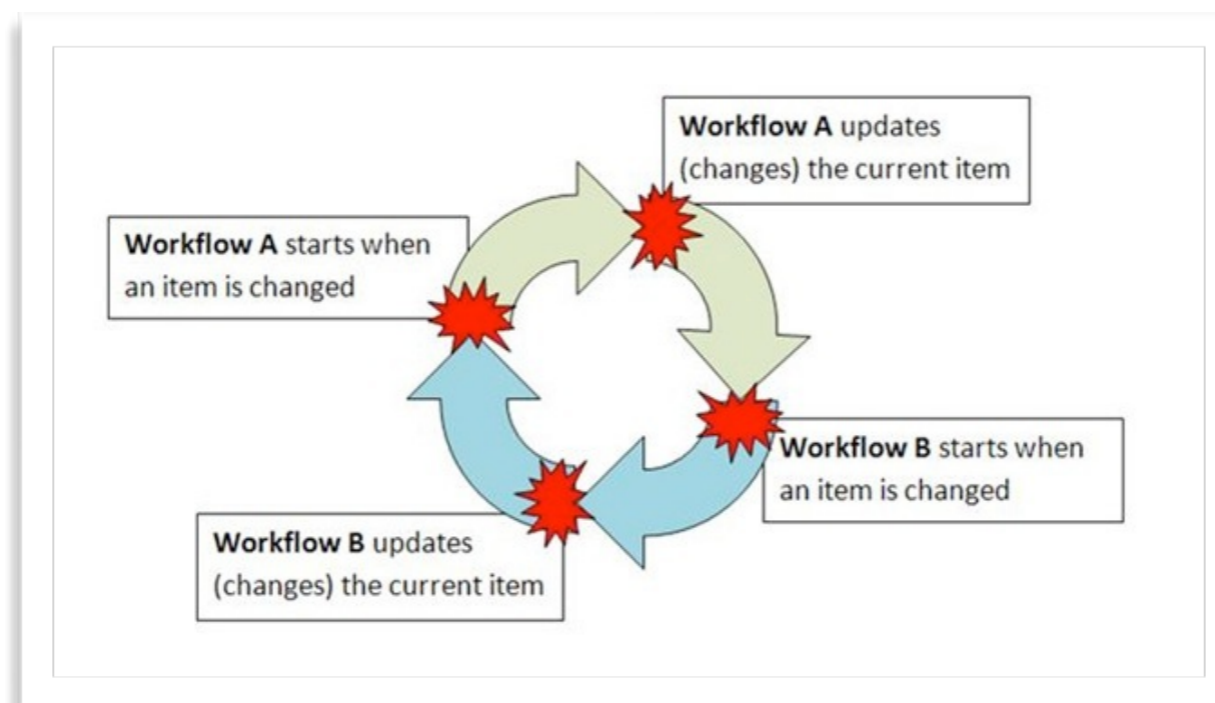 Workflow A updates
(changes) the current item
Workflow A starts when
an item is changed
Workflow B starts when
an item is changed
Workflow B updates
(changes) the current item